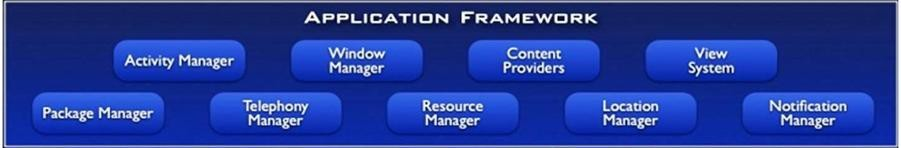 APPLICATION FRAMEWORK
Activity Manager
Window
Manager
Content
Providers
View
System
Package Manager
Telephony
Manager
Resource
Manager
Location
Manager
Notification
Manager